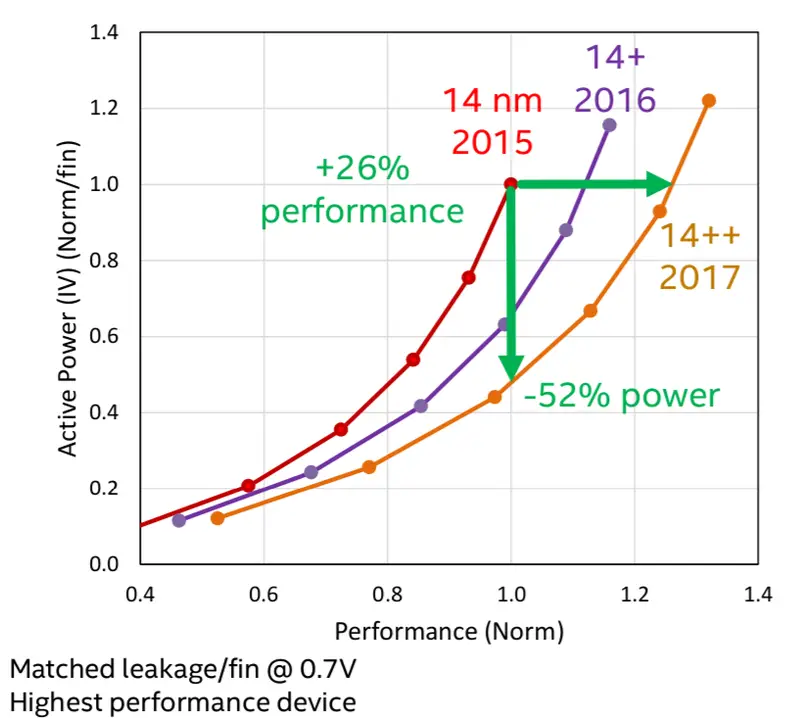 1.4
1.2
1.0
0.8
0.6
0.4
0.2
0.0
Active Power (IV) (Norm/fin)
14 nm
2015
14+
2016
+26%
performance
14++
2017
-52% power
0.4
0.6
0.8
1.0
1.2
1.4
Performance (Norm)
Matched leakage/fin @ 0.7V
Highest performance device